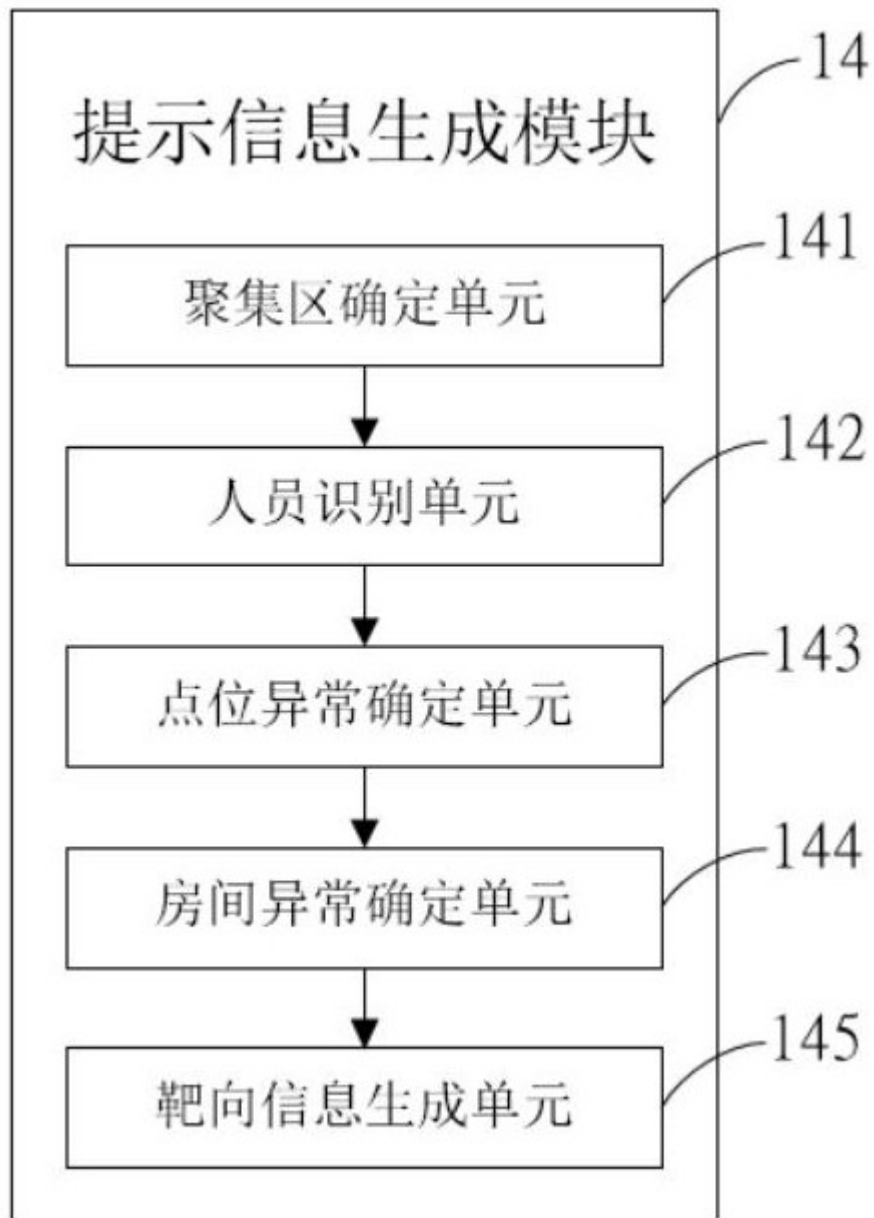 14
提示信息生成模块
141
聚集区确定单元
142
人员识别单元
143
点位异常确定单元
144
房间异常确定单元
145
靶向信息生成单元